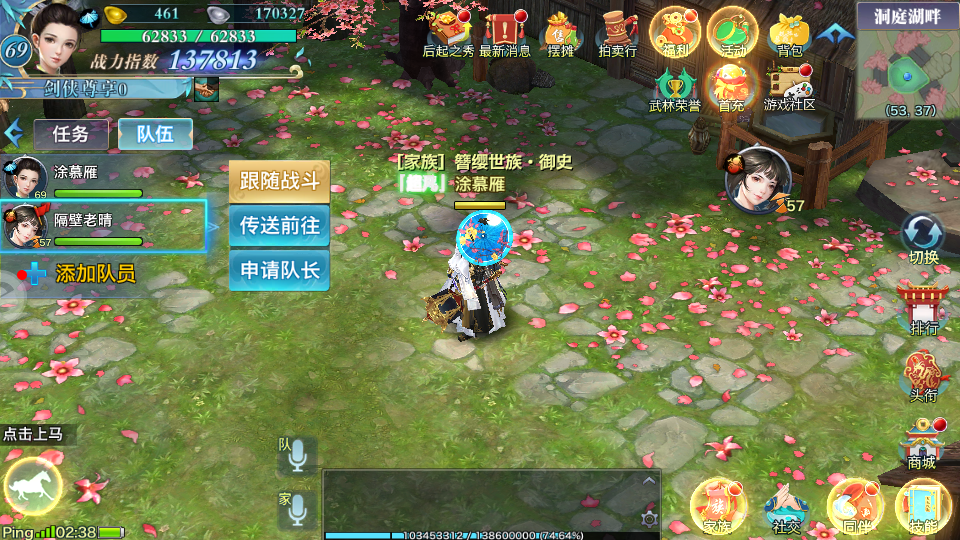 461
170327
62833 / 62833
69
战力指数 137813
剑侠尊享0
后起之秀
最新消息
摆摊
拍卖行
福利
活动
背包
武林荣誉
首充
游戏社区
洞庭湖畔
(53, 37)
任务
队伍
涂慕雁
69
隔壁老晴
57
添加队员
跟随战斗
传送前往
申请队长
[家族] 簪缨世族·御史
涂慕雁
57
切换
排行
头衔
商城
点击上马
队
家
Ping
02:38
103453312 / 138600000 (74.64%)
家族
社交
同伴
技能